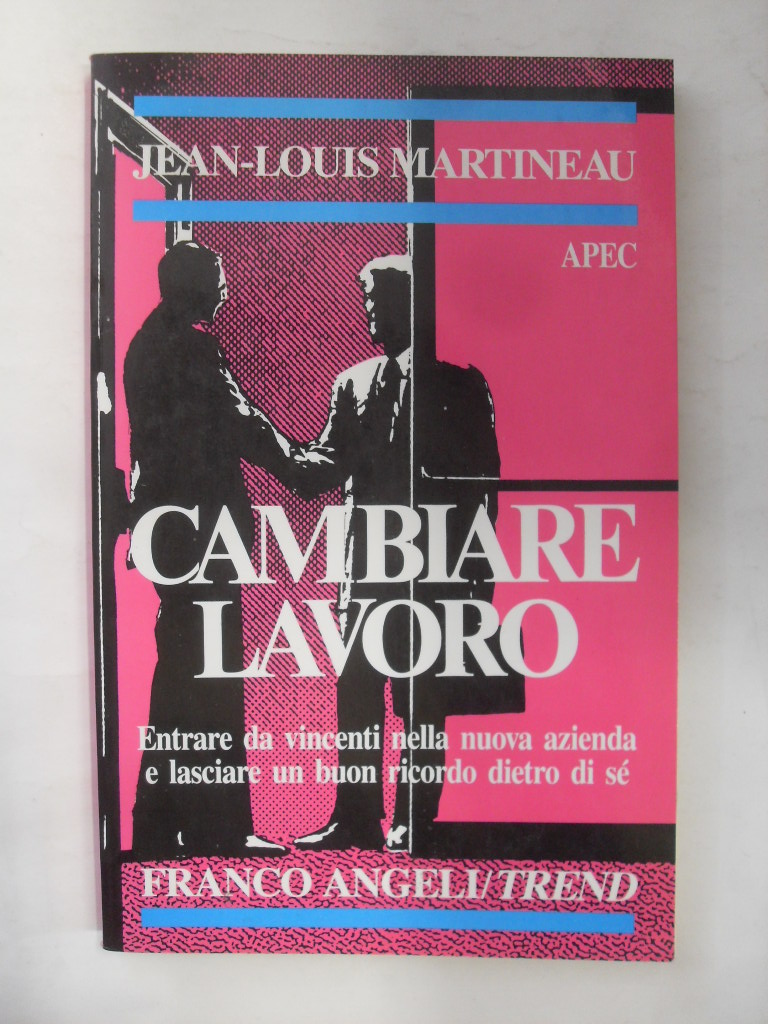 JEAN-LOUIS MARTINEAU
APEC
CAMBIARE
LAVORO
Entrare da vincenti nella nuova azienda
e lasciare un buon ricordo dietro di sé
FRANCO ANGELI/TREND